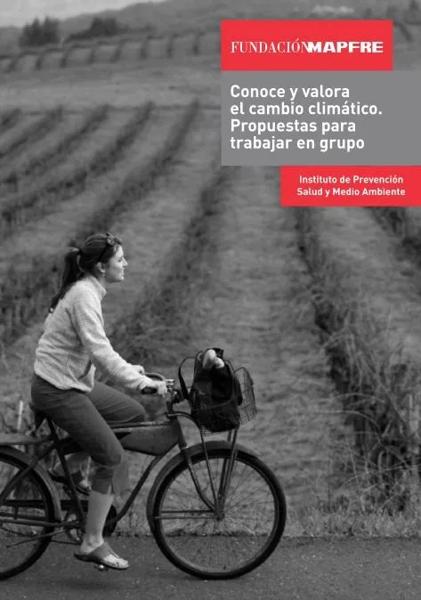 FUNDACIÓNMAPFRE
Conoce y valora
el cambio climático.
Propuestas para
trabajar en grupo
Instituto de Prevención
Salud y Medio Ambiente